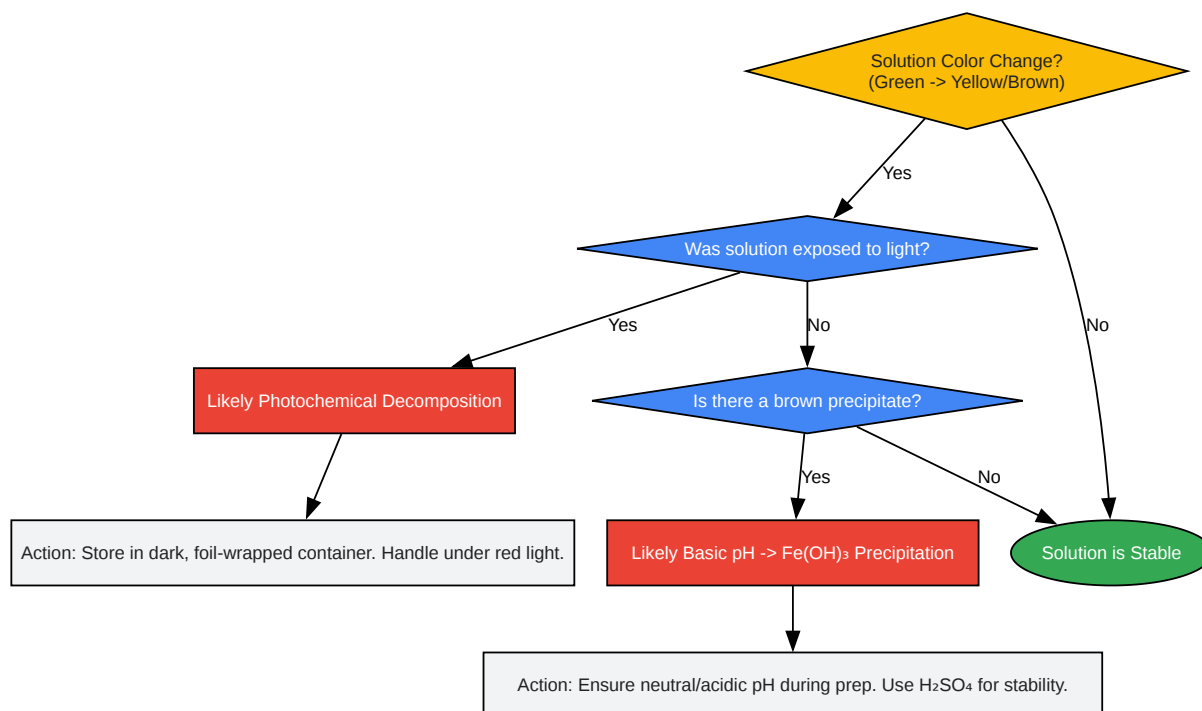 Solution Color Change?
(Green -> Yellow/Brown)
Yes
Was solution exposed to light?
Yes
No
No
Likely Photochemical Decomposition
Is there a brown precipitate?
Yes
No
Action: Store in dark, foil-wrapped container. Handle under red light.
Likely Basic pH -> Fe(OH)₃ Precipitation
Solution is Stable
Action: Ensure neutral/acidic pH during prep. Use H₂SO₄ for stability.